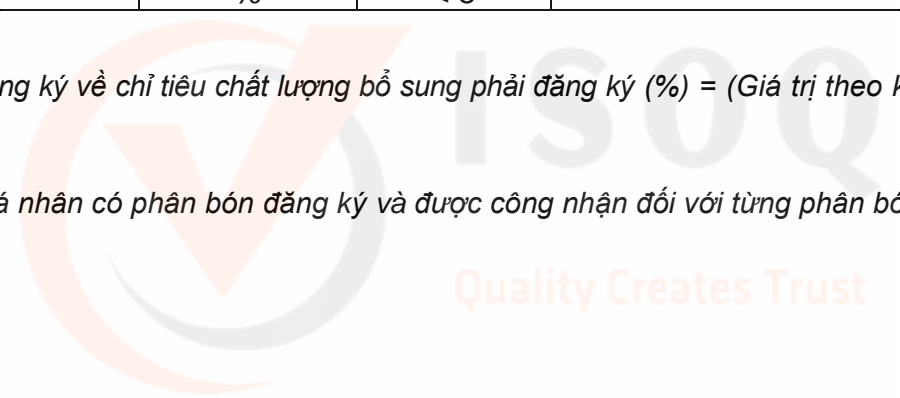 ng ký về chỉ tiêu chất lượng bổ sung phải đăng ký (%) = (Giá trị theo
nhân có phân bón đăng ký và được công nhận đối với từng phân
ISOQ
Quality Creates Trust